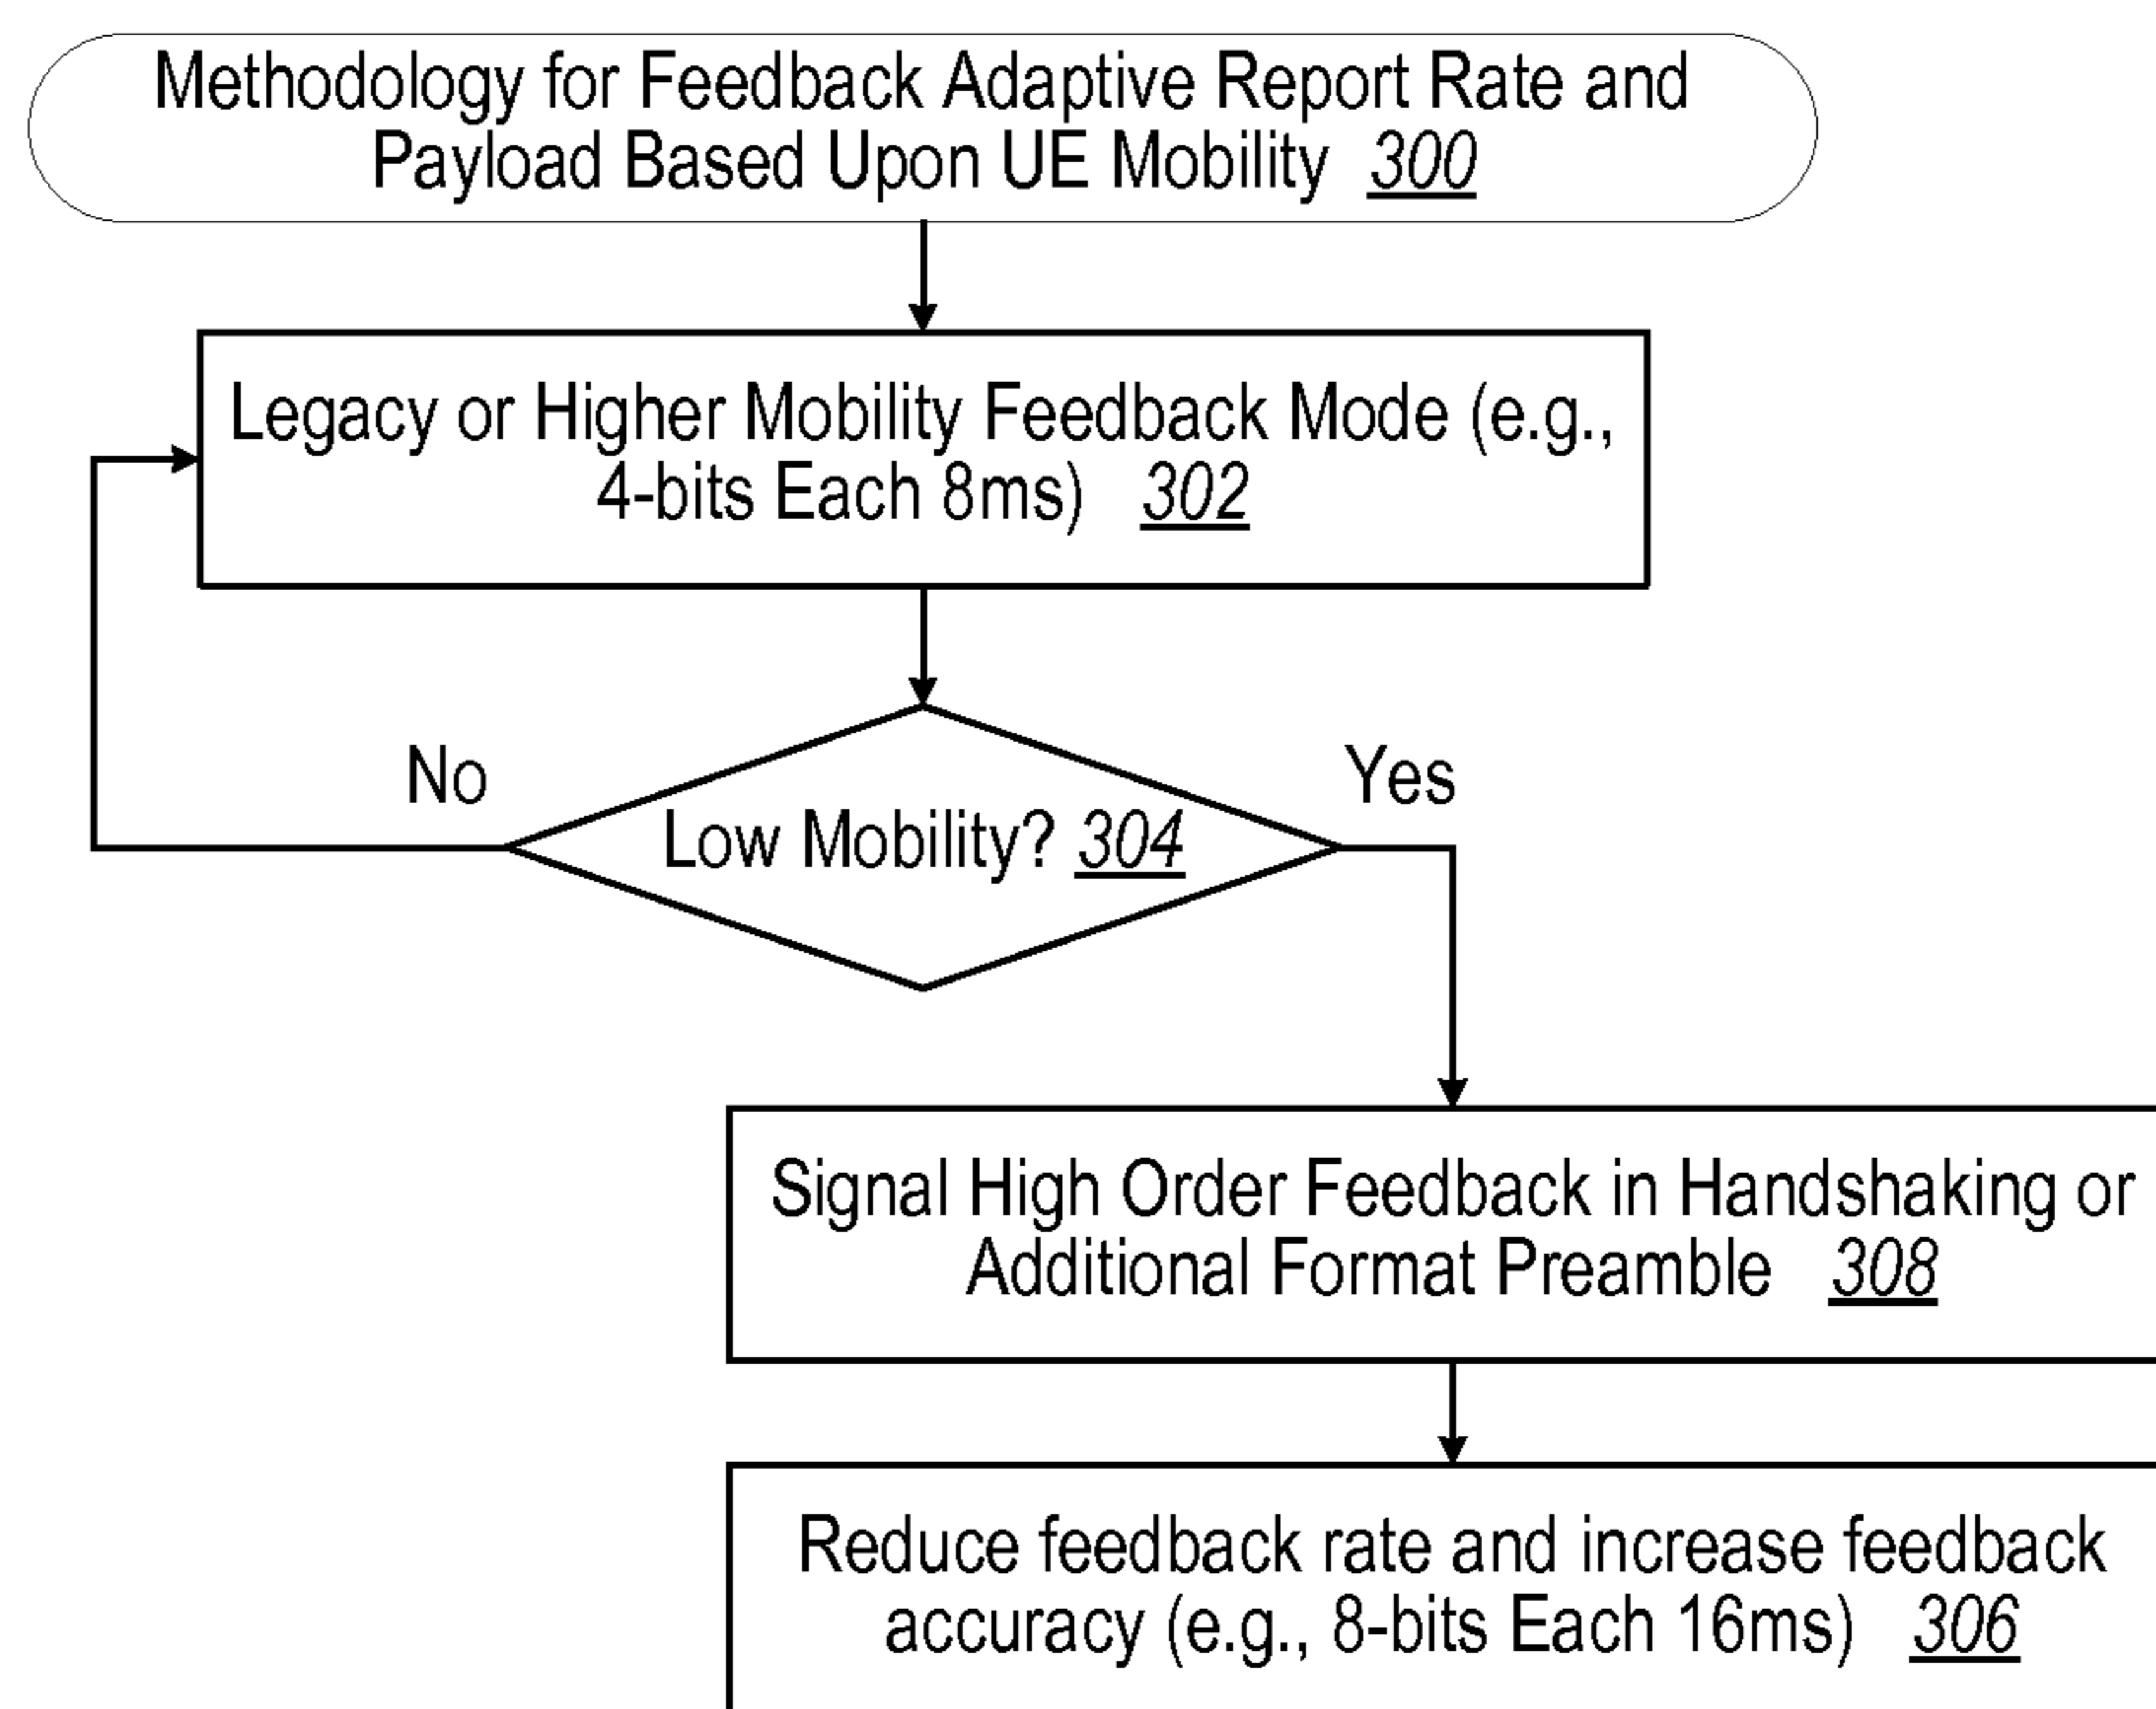 Methodology for Feedback Adaptive Report Rate and
Payload Based Upon UE Mobility 300
Legacy or Higher Mobility Feedback Mode (e.g.,
4-bits Each 8ms) 302
No
Yes
Low Mobility? 304
Signal High Order Feedback in Handshaking or
Additional Format Preamble 308
Reduce feedback rate and increase feedback
accuracy (e.g., 8-bits Each 16ms) 306